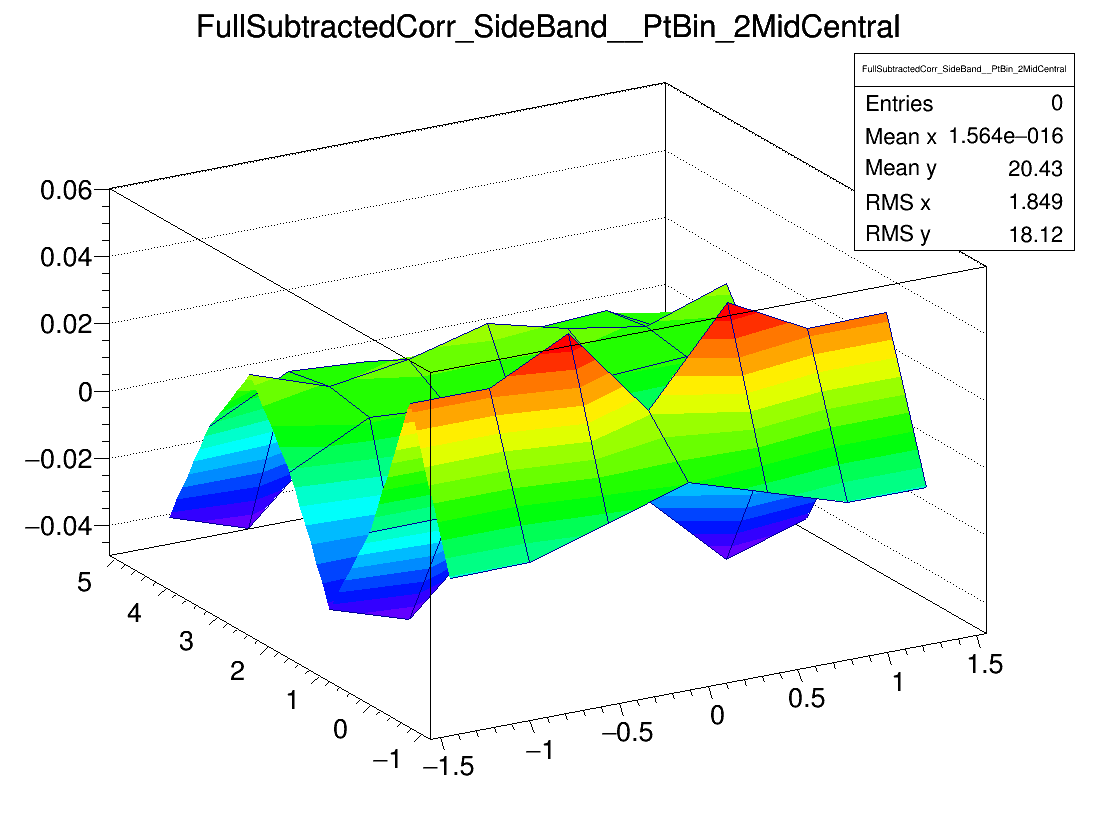 FullSubtractedCorr_SideBand__PtBin_2MidCentral
FullSubtractedCorr_SideBand__PtBin_2MidCentral
Entries 0
Mean x 1.564e−016
Mean y 20.43
RMS x 1.849
RMS y 18.12
0.06
0.04
0.02
0
−0.02
−0.04
5
4
3
2
1
0
−1
−1.5
−1
−0.5
0
0.5
1
1.5